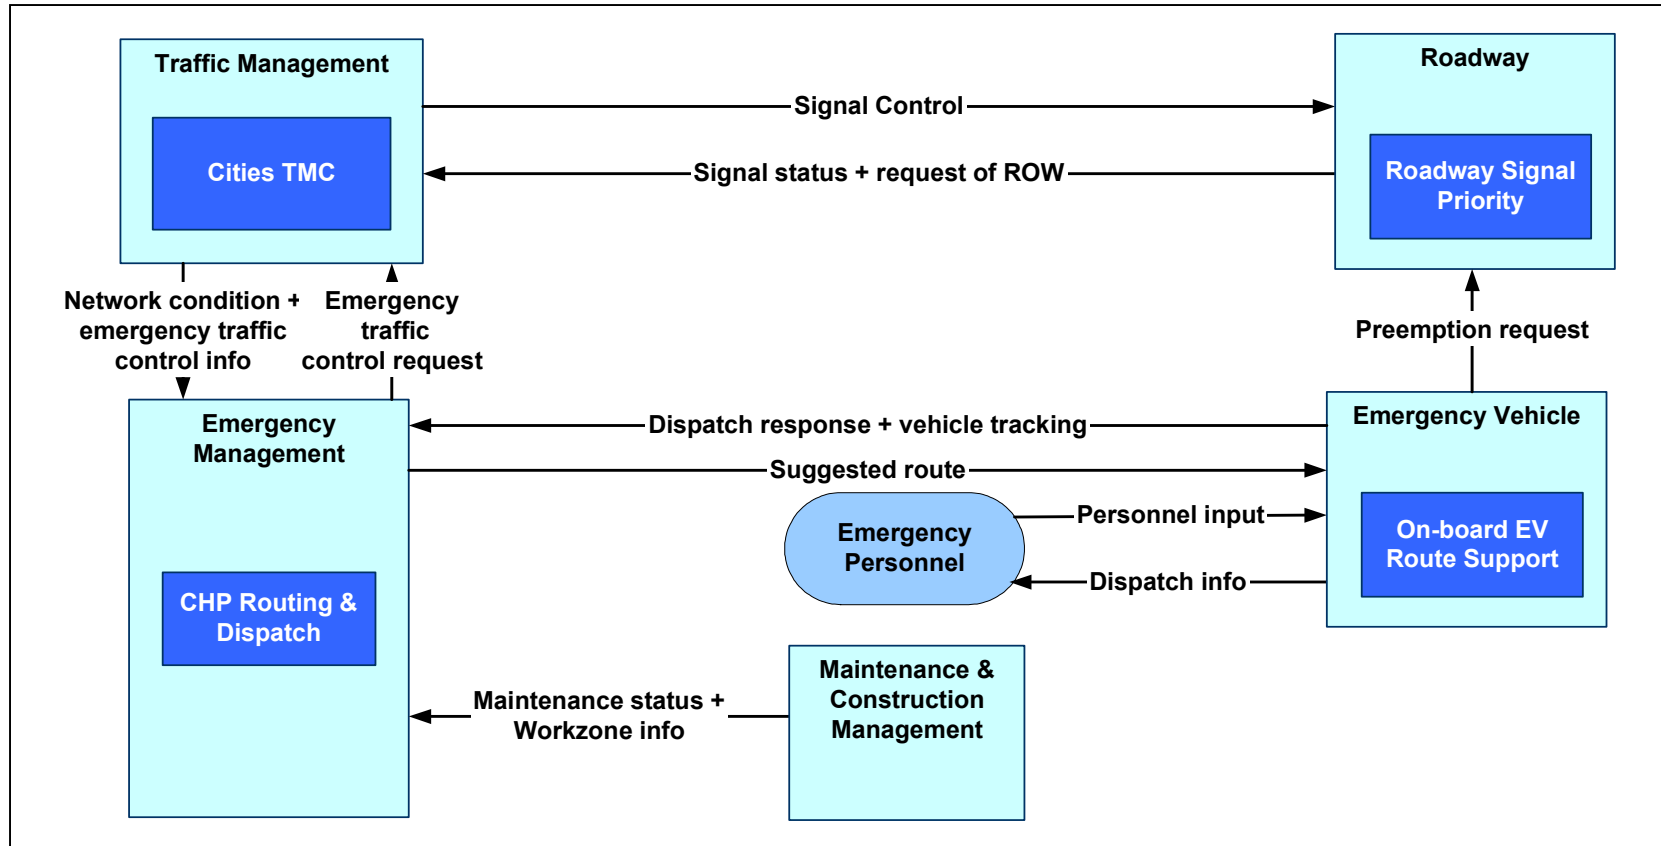 Traffic Management
Cities TMC
Roadway
Roadway Signal
Priority
Signal Control
Signal status + request of ROW
Network condition +
emergency traffic
control info
Emergency
traffic
control request
Preemption request
Emergency
Management
CHP Routing &
Dispatch
Dispatch response + vehicle tracking
Suggested route
Emergency Vehicle
On-board EV
Route Support
Emergency
Personnel
Personnel input
Dispatch info
Maintenance status +
Workzone info
Maintenance &
Construction
Management